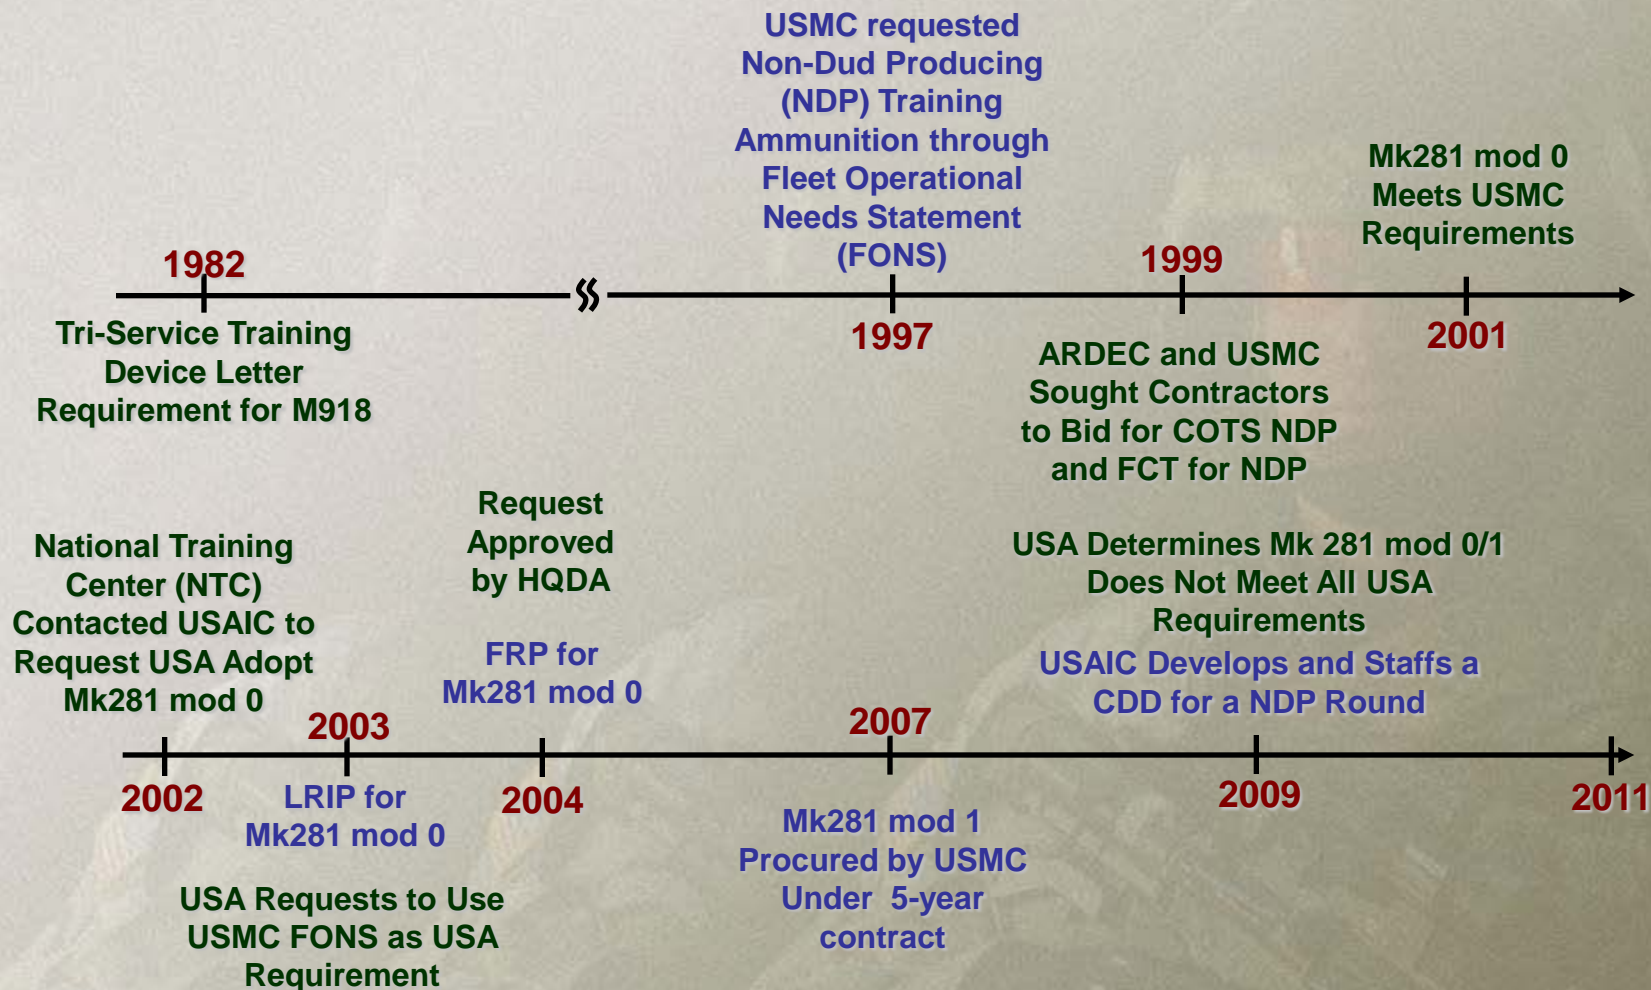 USMC requested
Non-Dud Producing
(NDP) Training
Ammunition through
Fleet Operational
Needs Statement
(FONS)
Mk281 mod 0
Meets USMC
Requirements
1982
1999
1997
2001
Tri-Service Training
Device Letter
Requirement for M918
ARDEC and USMC
Sought Contractors
to Bid for COTS NDP
and FCT for NDP
National Training
Center (NTC)
Contacted USAIC to
Request USA Adopt
Mk281 mod 0
Request
Approved
by HQDA
FRP for
Mk281 mod 0
USA Determines Mk 281 mod 0/1
Does Not Meet All USA
Requirements
USAIC Develops and Staffs a
CDD for a NDP Round
2003
2007
2002
2004
2009
2011
LRIP for
Mk281 mod 0
USA Requests to Use
USMC FONS as USA
Requirement
Mk281 mod 1
Procured by USMC
Under 5-year
contract